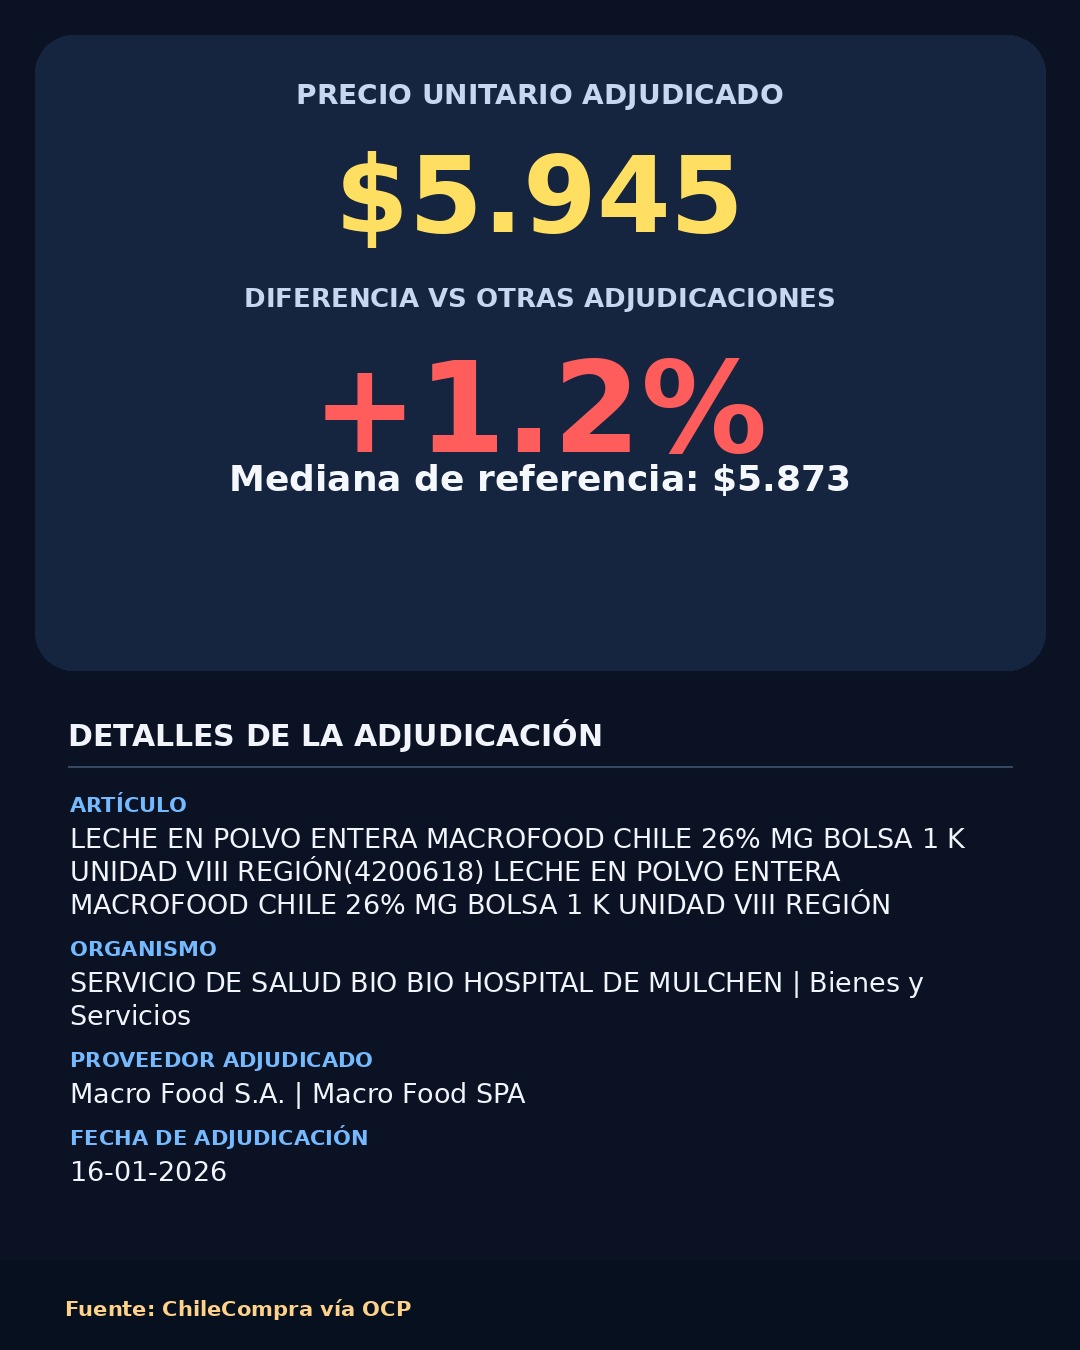 PRECIO UNITARIO ADJUDICADO
$5.945
DIFERENCIA VS OTRAS ADJUDICACIONES
+1.2%
Mediana de referencia: $5.873
DETALLES DE LA ADJUDICACIÓN
ARTÍCULO
LECHE EN POLVO ENTERA MACROFOOD CHILE 26% MG BOLSA 1 K
UNIDAD VIII REGIÓN(4200618) LECHE EN POLVO ENTERA
MACROFOOD CHILE 26% MG BOLSA 1 K UNIDAD VIII REGIÓN
ORGANISMO
SERVICIO DE SALUD BIO BIO HOSPITAL DE MULCHEN | Bienes y
Servicios
PROVEEDOR ADJUDICADO
Macro Food S.A. | Macro Food SPA
FECHA DE ADJUDICACIÓN
16-01-2026
Fuente: ChileCompra vía OCP